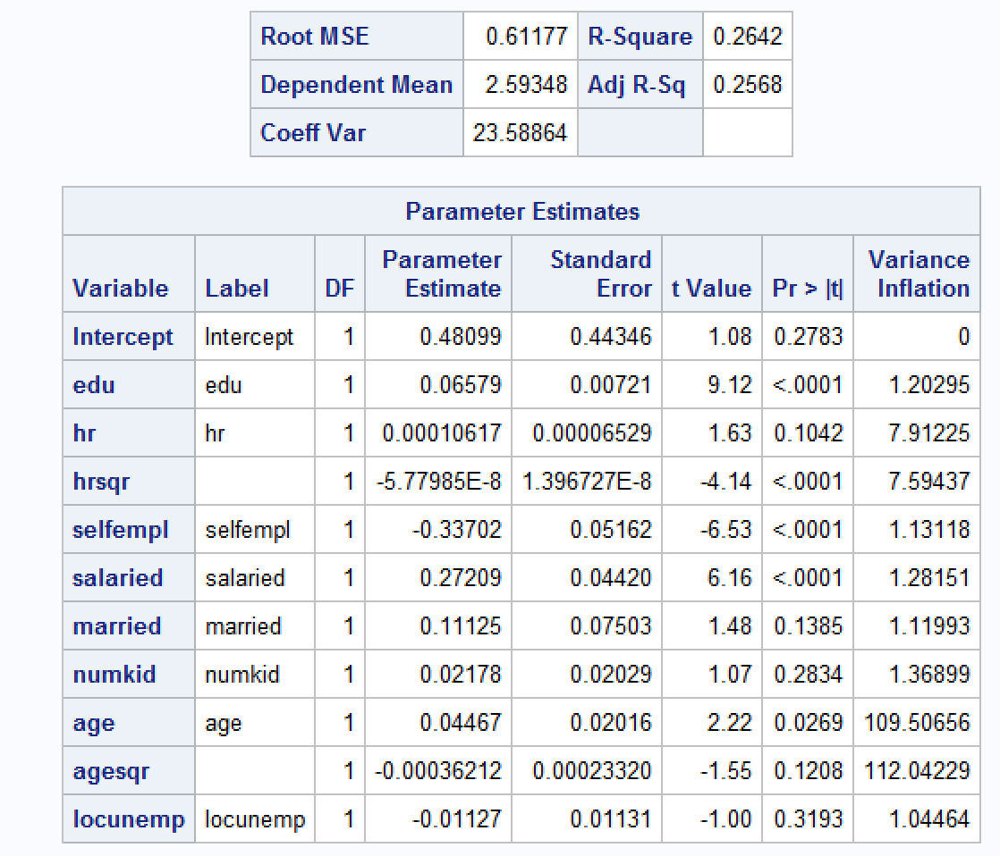 Root MSE 0.61177 R-Square 0.2642
Dependent Mean 2.59348 Adj R-Sq 0.2568
Coeff Var 23.58864
Parameter Estimates
Variable Label DF Parameter Estimate Standard Error t Value Pr > |t| Variance Inflation
Intercept Intercept 1 0.48099 0.44346 1.08 0.2783 0
edu edu 1 0.06579 0.00721 9.12 <.0001 1.20295
hr hr 1 0.00010617 0.00006529 1.63 0.1042 7.91225
hrsqr 1 -5.77985E-8 1.396727E-8 -4.14 <.0001 7.59437
selfempl selfempl 1 -0.33702 0.05162 -6.53 <.0001 1.13118
salaried salaried 1 0.27209 0.04420 6.16 <.0001 1.28151
married married 1 0.11125 0.07503 1.48 0.1385 1.11993
numkid numkid 1 0.02178 0.02029 1.07 0.2834 1.36899
age age 1 0.04467 0.02016 2.22 0.0269 109.50656
agesqr 1 -0.00036212 0.00023320 -1.55 0.1208 112.04229
locunemp locunemp 1 -0.01127 0.01131 -1.00 0.3193 1.04464